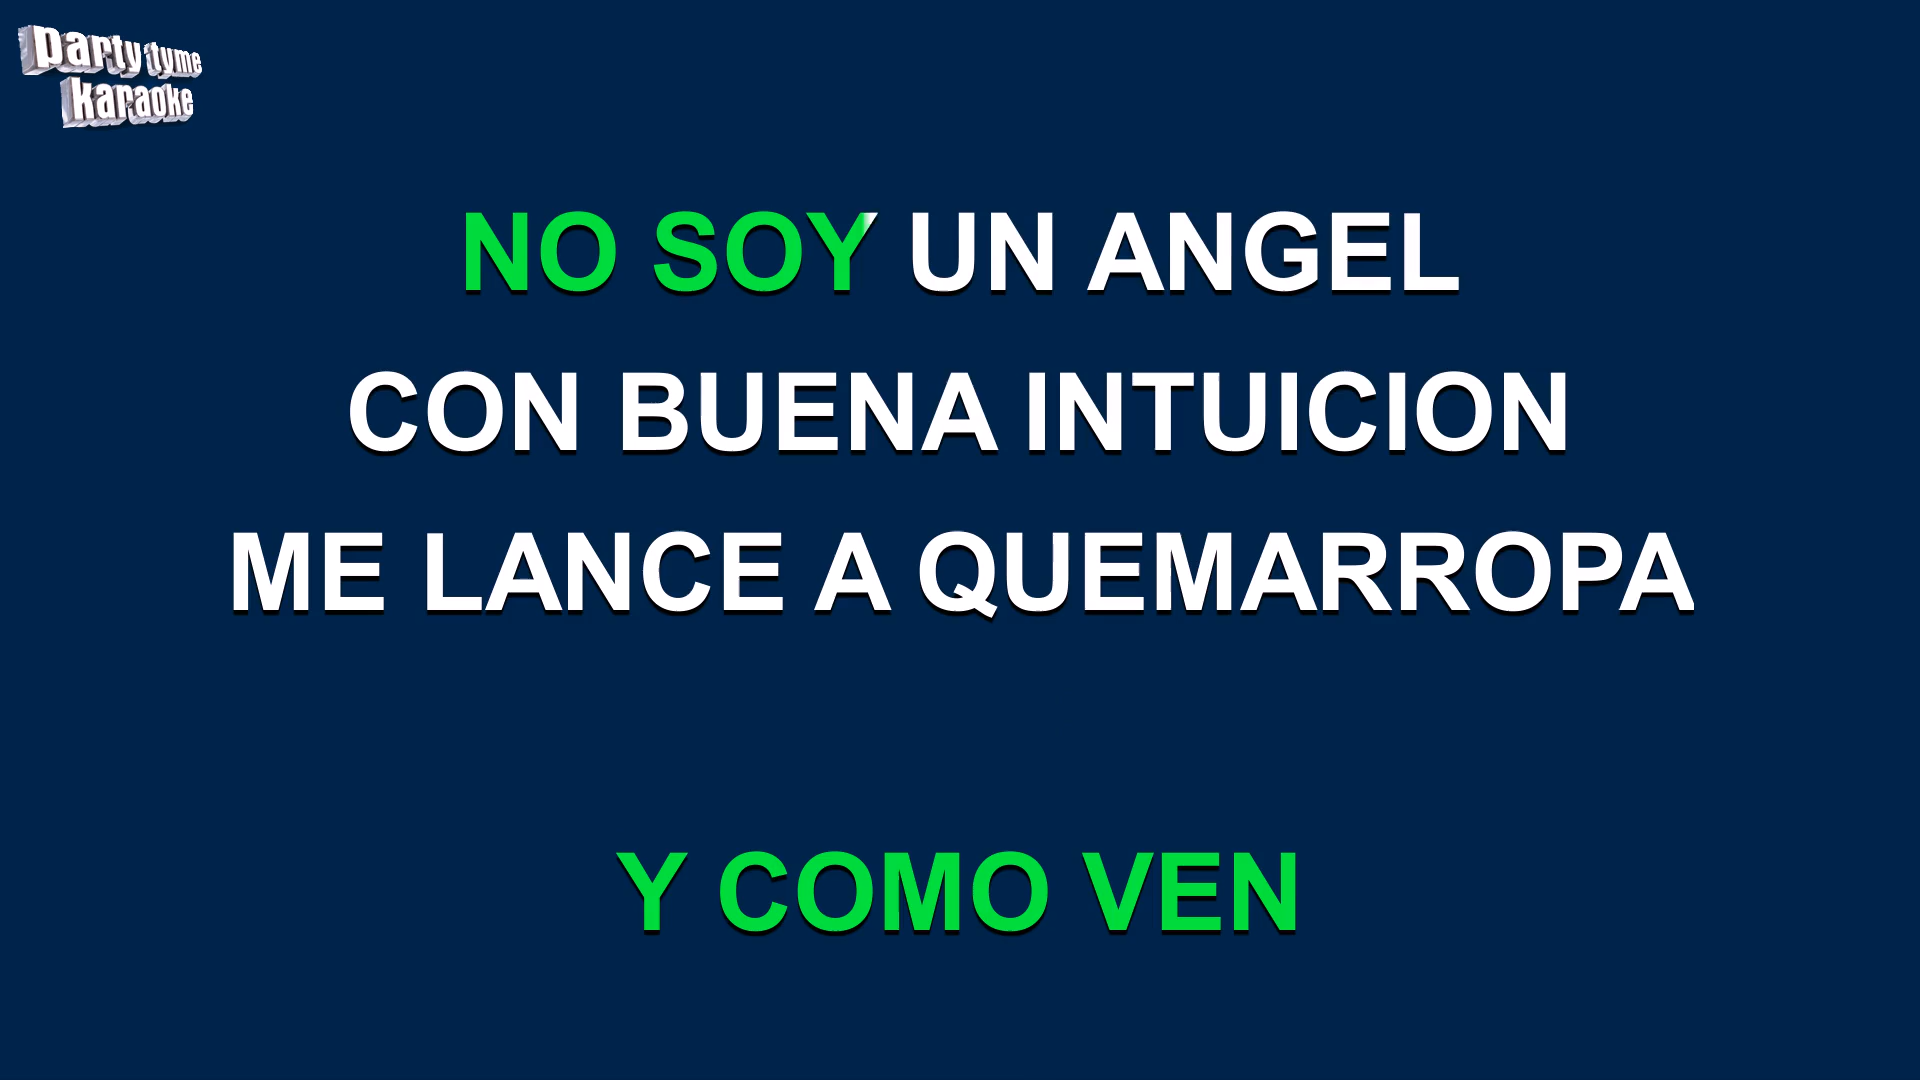 party tyme
karaoke
NO SOY UN ANGEL
CON BUENA INTUICION
ME LANCE A QUEMARROPA
Y COMO VEN